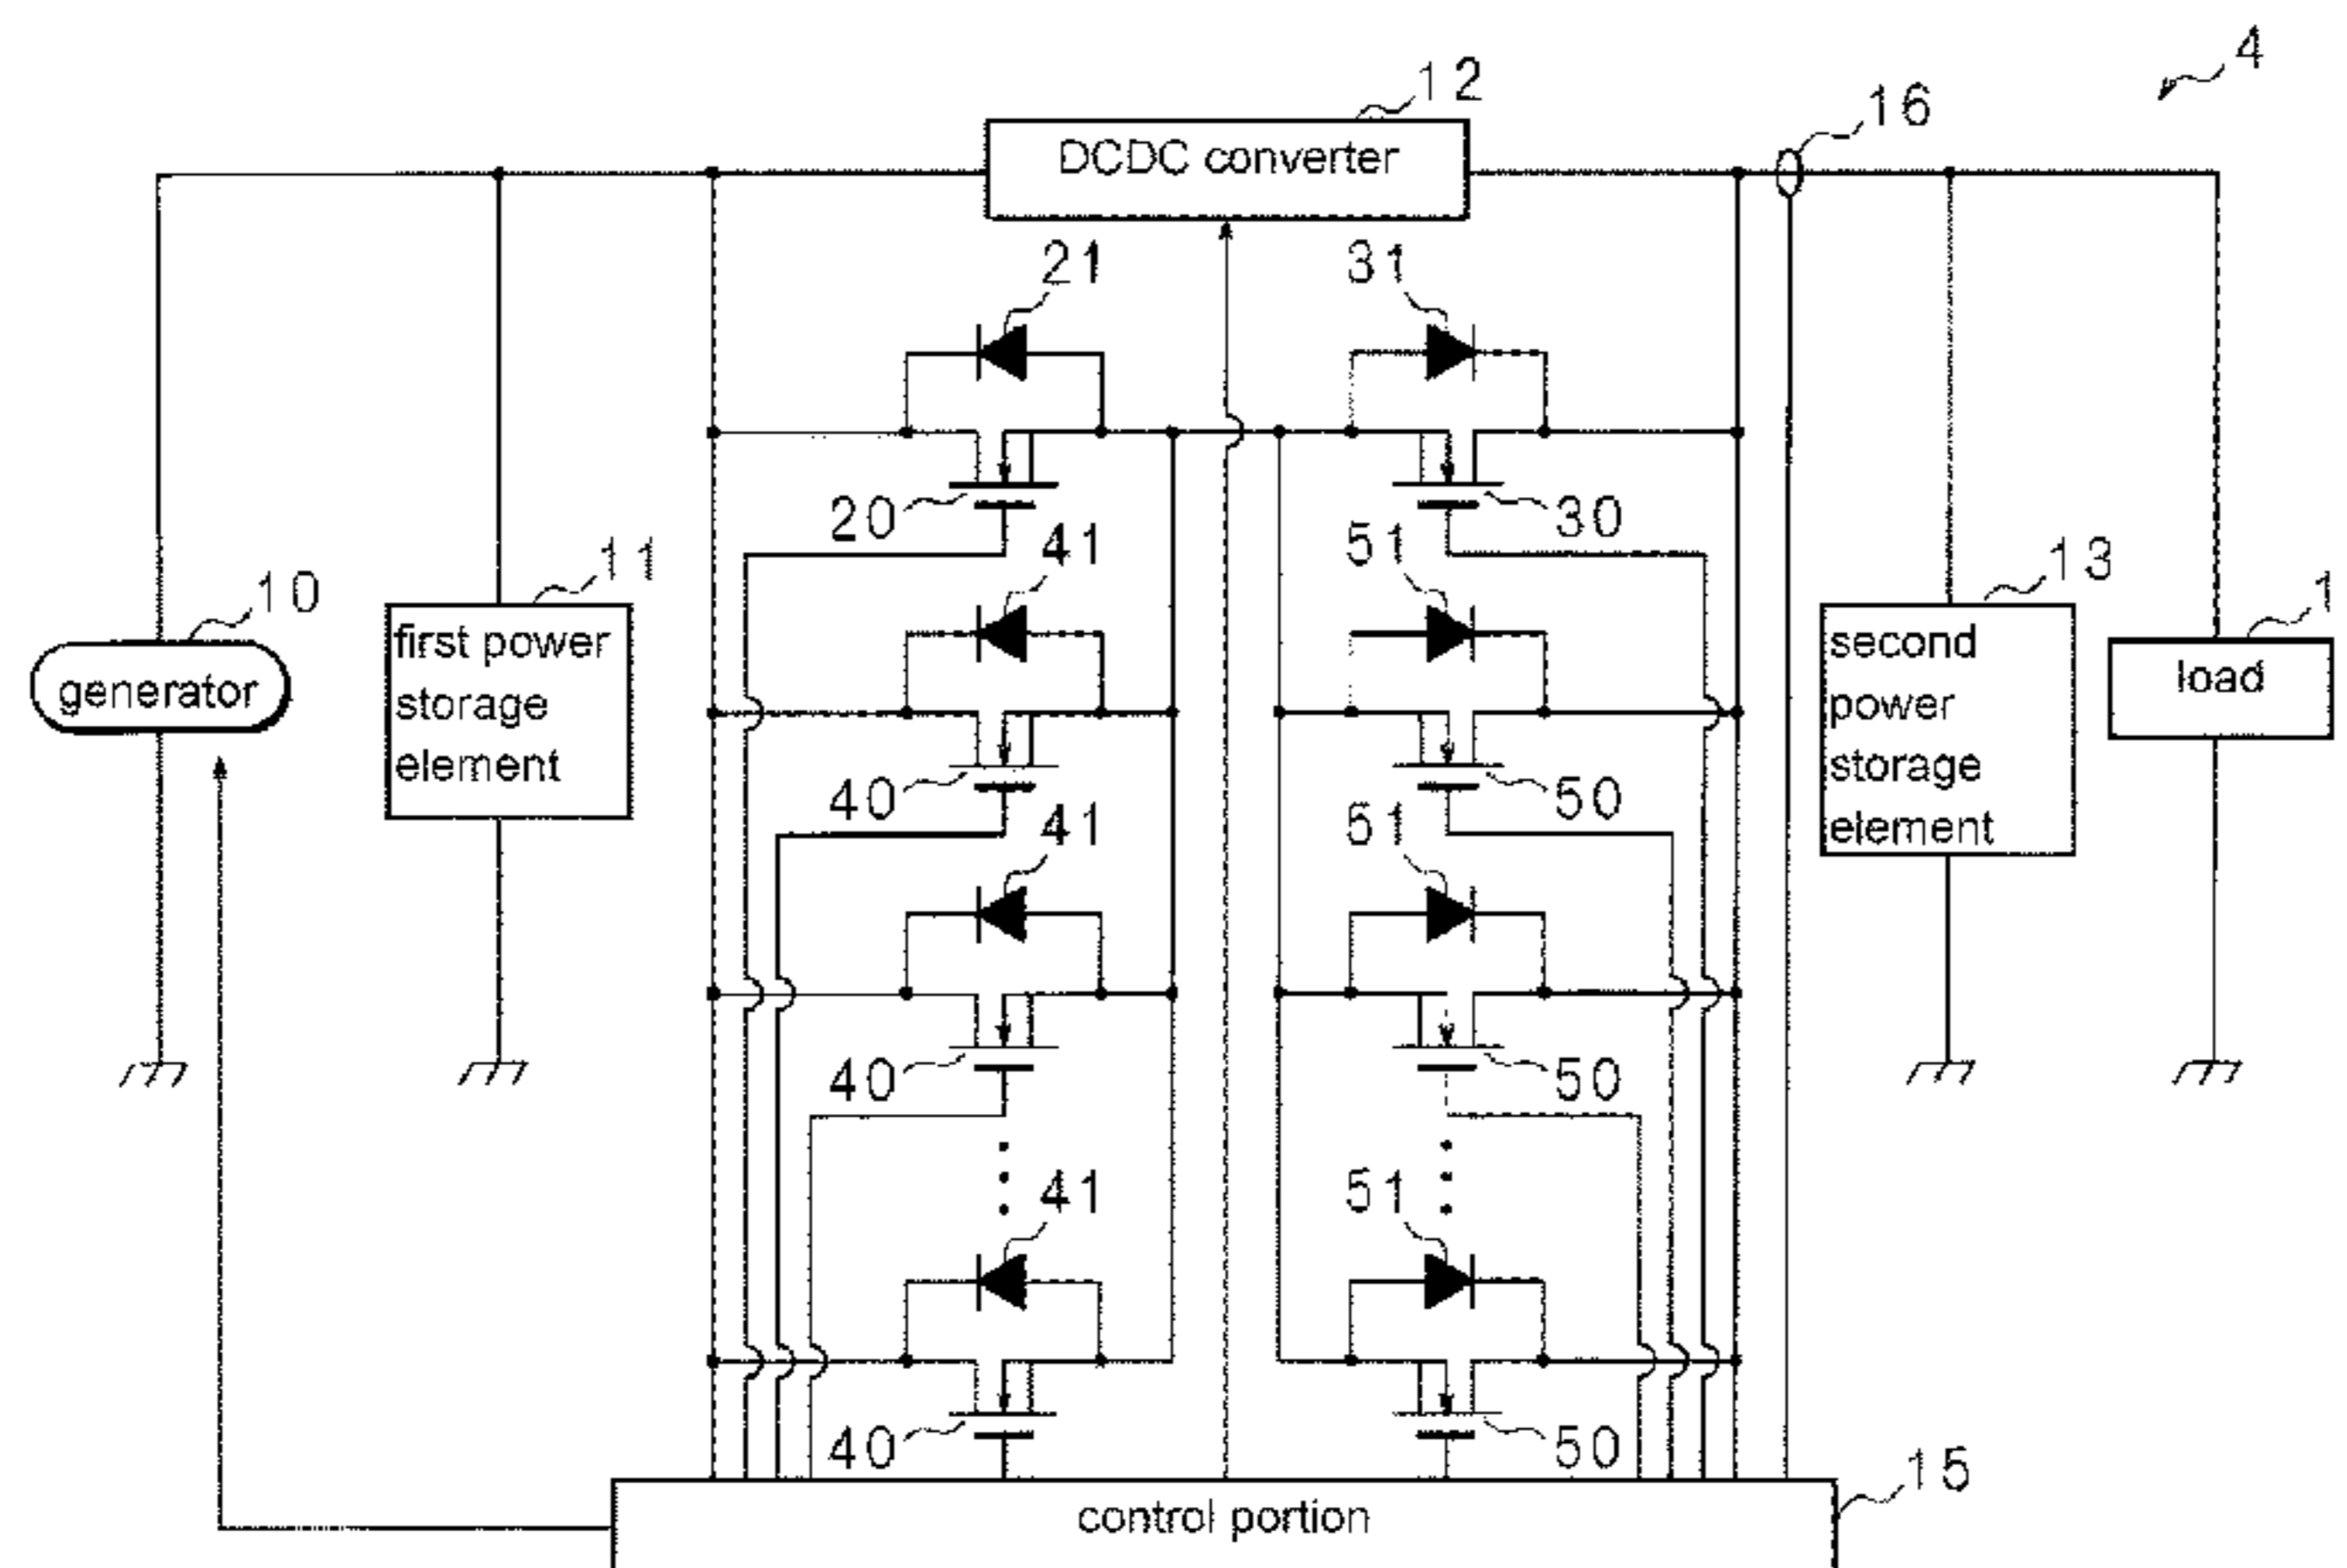 4
12
16
DCDC converter
21
31
20
30
41
51
10
11
13
1
generator
first power
storage
element
second
power
storage
element
load
40
50
41
51
40
50
41
51
40
50
15
control portion